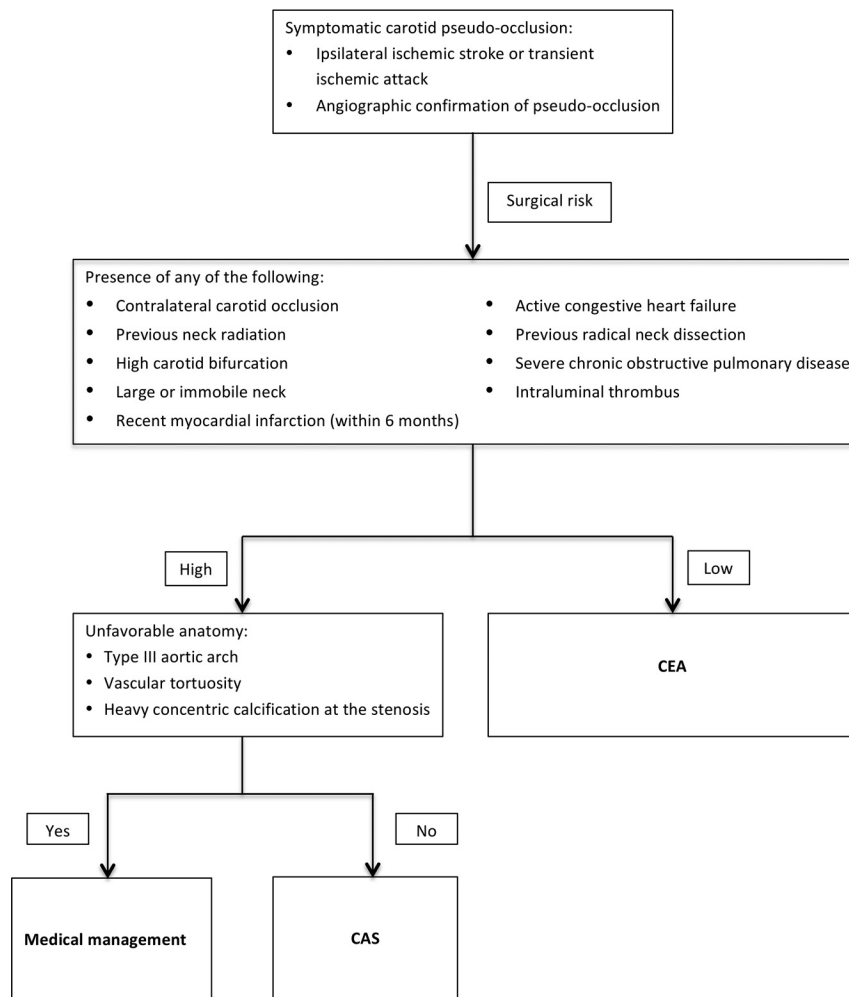 Symptomatic carotid pseudo-occlusion:
• Ipsilateral ischemic stroke or transient
ischemic attack
• Angiographic confirmation of pseudo-occlusion
Surgical risk
Presence of any of the following:
• Contralateral carotid occlusion
• Previous neck radiation
• High carotid bifurcation
• Large or immobile neck
• Recent myocardial infarction (within 6 months)
• Active congestive heart failure
• Previous radical neck dissection
• Severe chronic obstructive pulmonary disease
• Intraluminal thrombus
High
Low
Unfavorable anatomy:
• Type III aortic arch
• Vascular tortuosity
• Heavy concentric calcification at the stenosis
CEA
Yes
No
Medical management
CAS